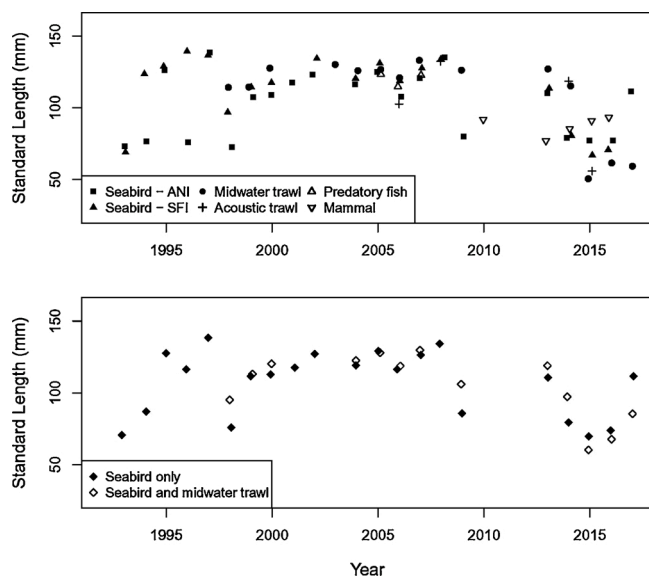 Standard Length (mm)
150
100
50
Seabird – ANI
Midwater trawl
Predatory fish
Seabird – SFI
Acoustic trawl
Mammal
1995
2000
2005
2010
2015
Standard Length (mm)
150
100
50
Seabird only
Seabird and midwater trawl
1995
2000
2005
2010
2015
Year